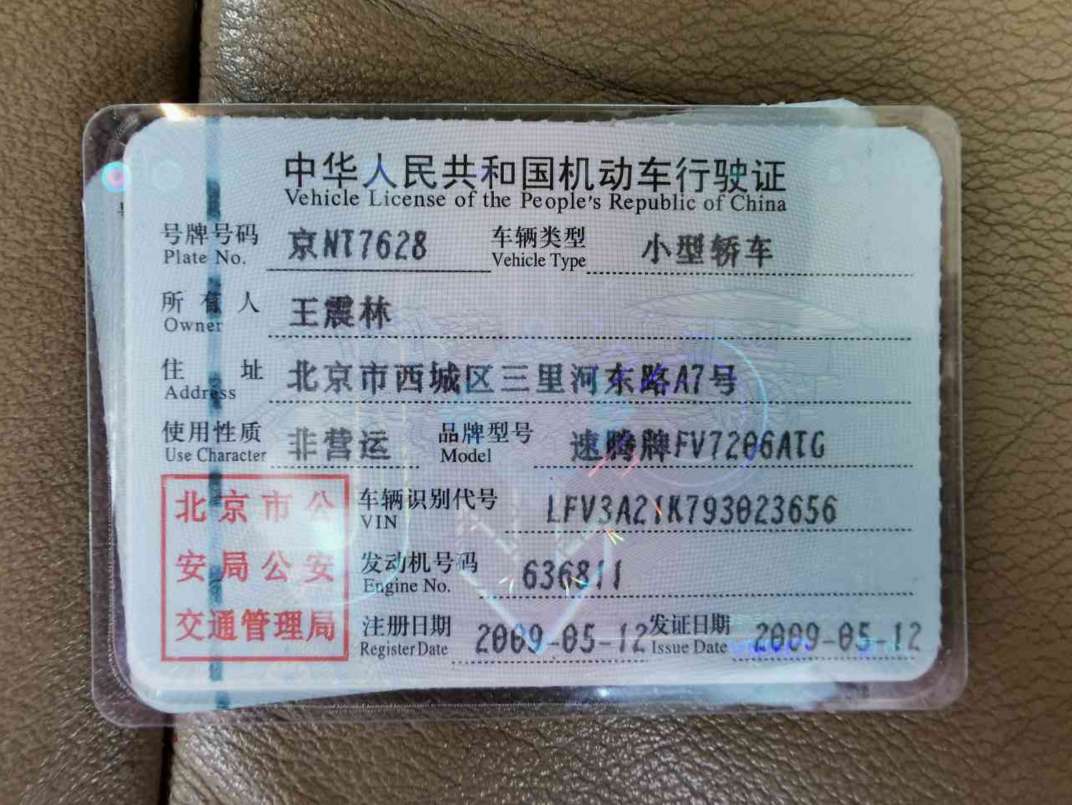 中华人民共和国机动车行驶证
Vehicle License of the People's Republic of China
号牌号码 京NT7628 车辆类型 小型轿车
Plate No. Vehicle Type
所有人 王震林
Owner
住址 北京市西城区三里河东路A7号
Address
使用性质 非营运 品牌型号 速腾牌FV7206ATG
Use Character Model
北京市公 车辆识别代号 LFV3A21K793023656
VIN
安局公安 发动机号码 636811
Engine No.
交通管理局 注册日期 2009-05-12 发证日期 2009-05-12
Register Date Issue Date